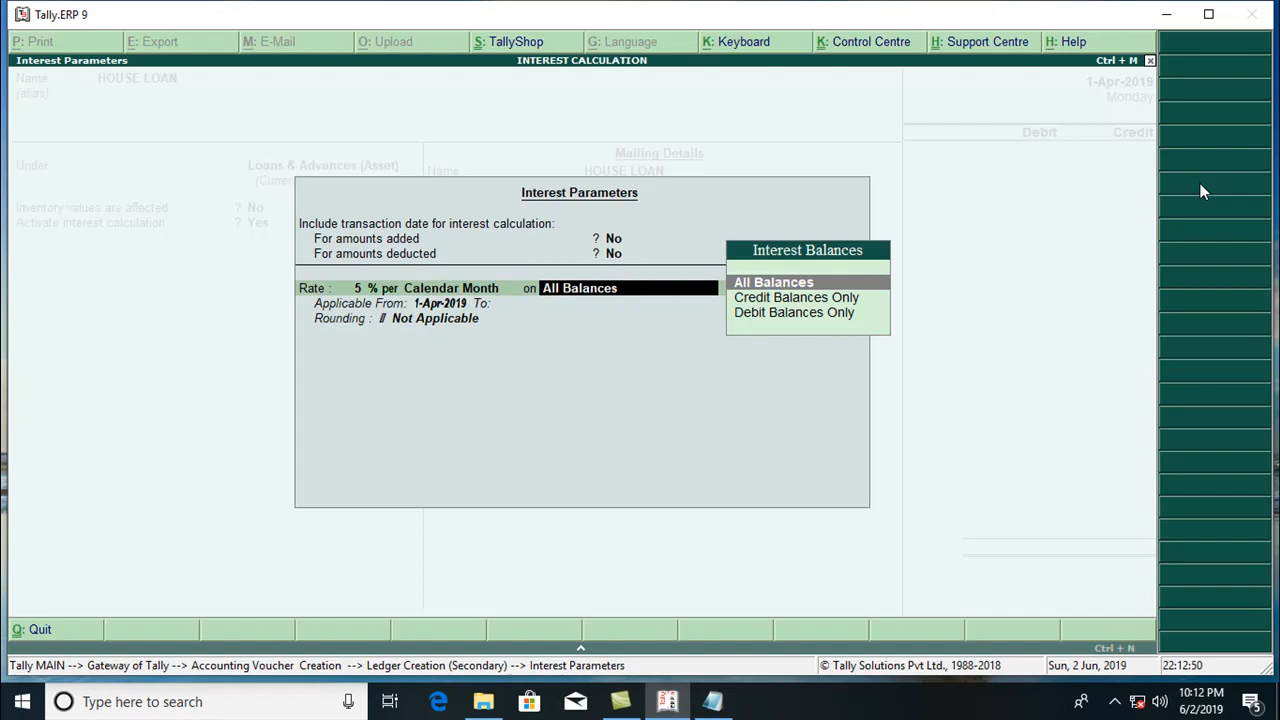 Tally.ERP 9
P: Print E: Export M: E-Mail O: Upload S: TallyShop G: Language K: Keyboard K: Control Centre H: Support Centre H: Help
Interest Parameters INTEREST CALCULATION Ctrl + M
Name HOUSE LOAN 1-Apr-2019
(alias) Monday
Debit Credit
Mailing Details
Under Loans & Advances (Asset) Name HOUSE LOAN
Inventory values are affected ? No
Activate interest calculation ? Yes
Interest Parameters
Include transaction date for interest calculation:
For amounts added ? No
For amounts deducted ? No
Rate : 5 % per Calendar Month on All Balances
Applicable From: 1-Apr-2019 To:
Rounding : Not Applicable
Interest Balances
All Balances
Credit Balances Only
Debit Balances Only
Q: Quit
Ctrl + N
Tally MAIN --> Gateway of Tally --> Accounting Voucher Creation --> Ledger Creation (Secondary) --> Interest Parameters © Tally Solutions Pvt Ltd., 1988-2018 Sun, 2 Jun, 2019 22:12:50
Type here to search
10:12 PM
6/2/2019
5